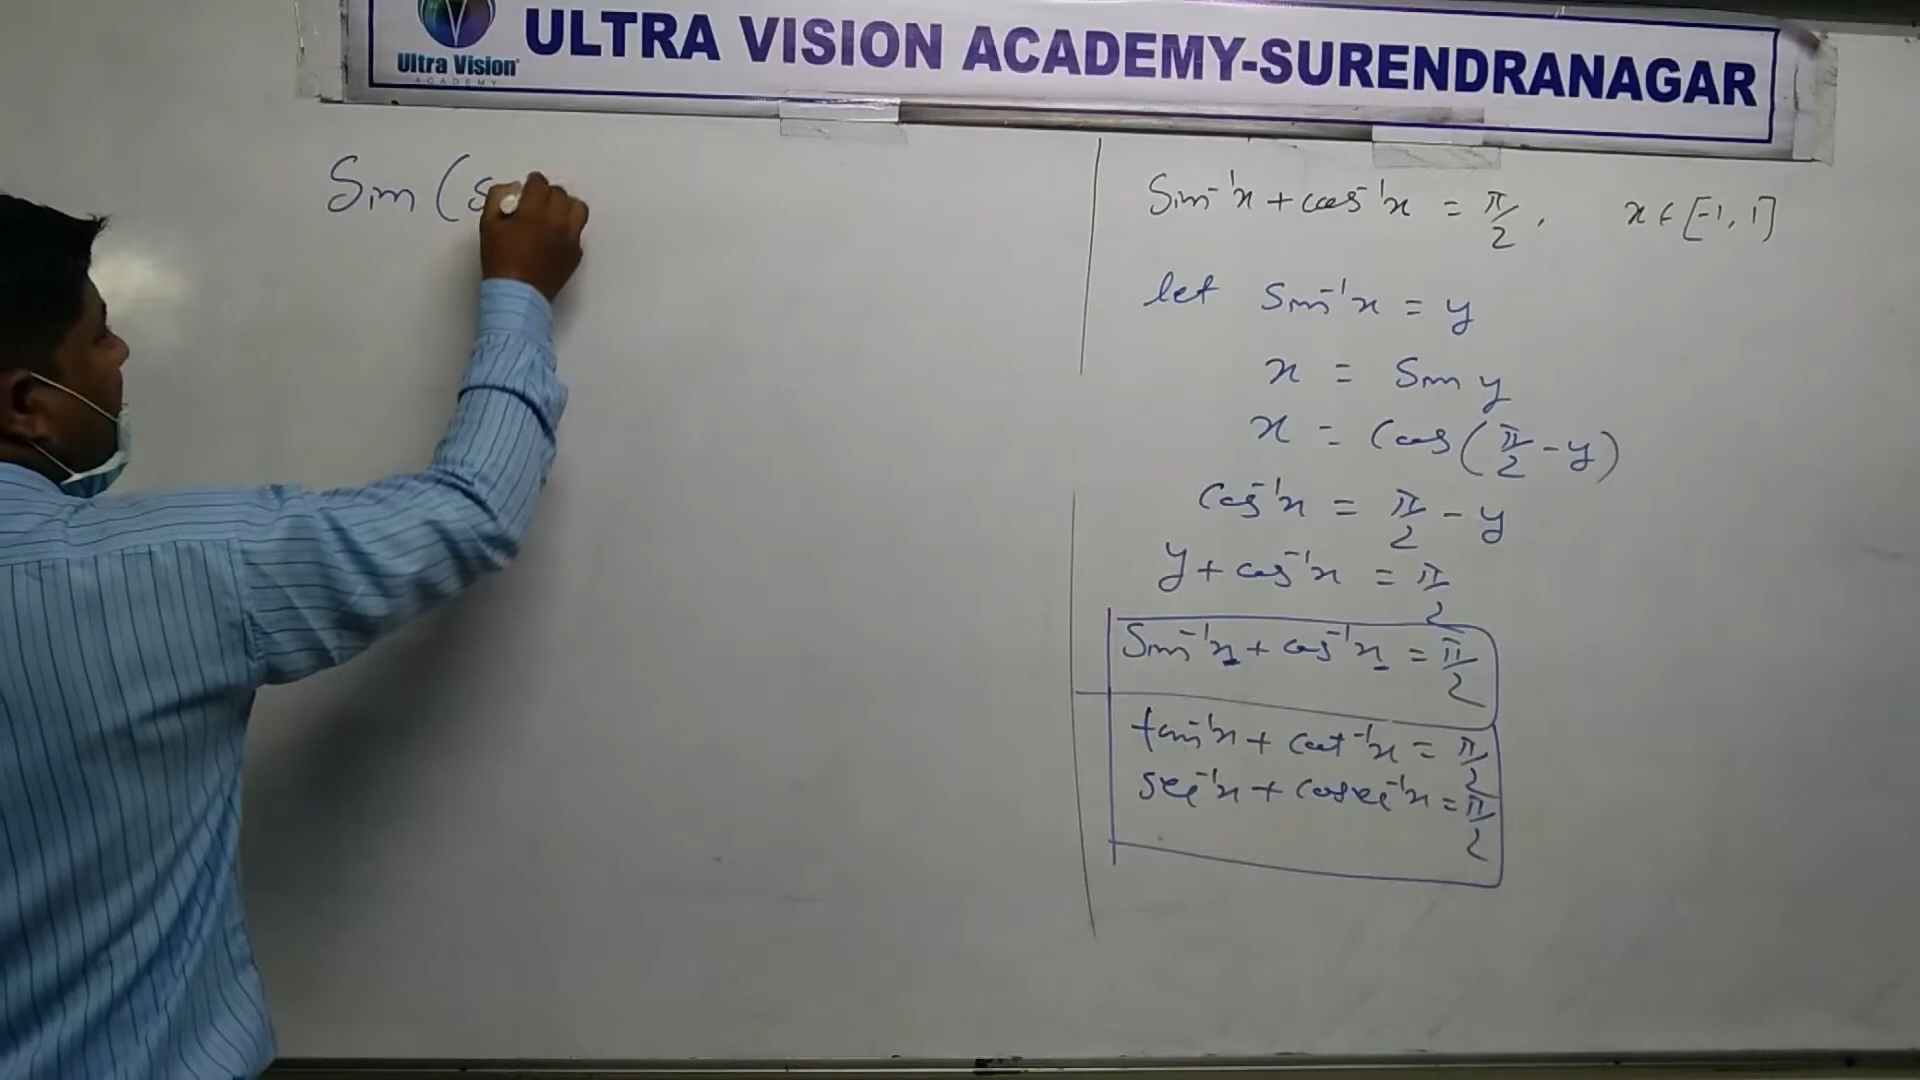 Ultra Vision
ACADEMY
ULTRA VISION ACADEMY-SURENDRANAGAR
Sin (s
Sin⁻¹x + cos⁻¹x = π/2, x ∈ [-1, 1]
let Sin⁻¹x = y
x = Sin y
x = Cos(π/2 - y)
Cos⁻¹x = π/2 - y
y + cos⁻¹x = π/2
Sin⁻¹x + cos⁻¹x = π/2
tan⁻¹x + cot⁻¹x = π/2
sec⁻¹x + cosec⁻¹x = π/2